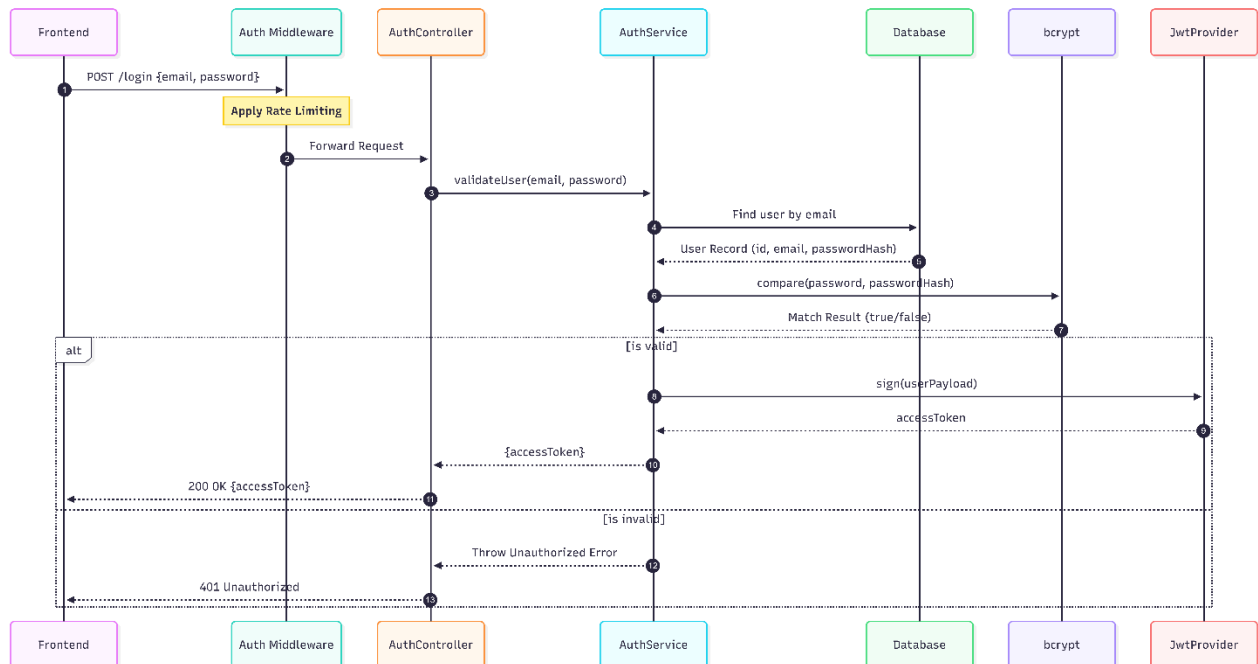 Frontend
Auth Middleware
AuthController
AuthService
Database
bcrypt
JwtProvider
1
POST /login {email, password}
Apply Rate Limiting
2
Forward Request
3
validateUser(email, password)
4
Find user by email
User Record (id, email, passwordHash)
5
6
compare(password, passwordHash)
Match Result (true/false)
7
alt
[is valid]
8
sign(userPayload)
accessToken
9
{accessToken}
10
200 OK {accessToken}
11
[is invalid]
Throw Unauthorized Error
12
401 Unauthorized
13
Frontend
Auth Middleware
AuthController
AuthService
Database
bcrypt
JwtProvider